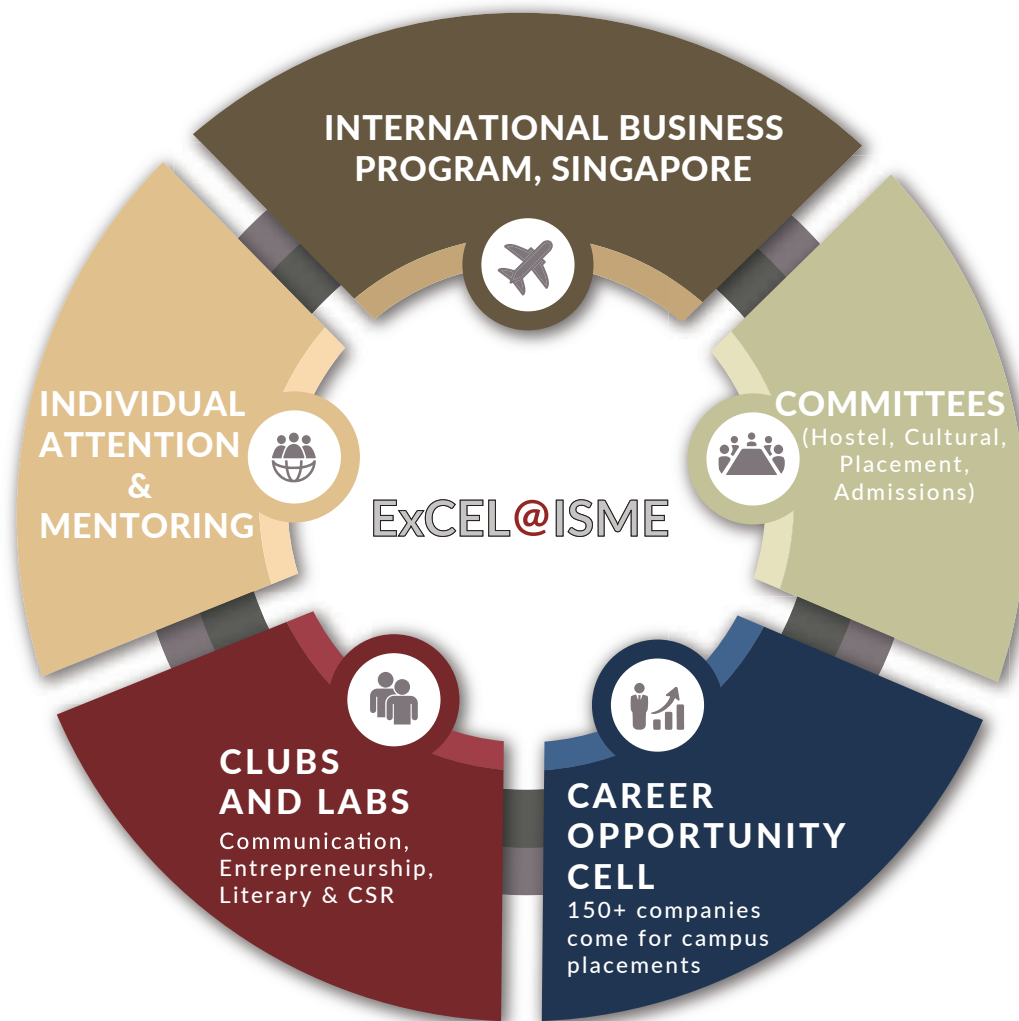 INTERNATIONAL BUSINESS
PROGRAM, SINGAPORE
INDIVIDUAL
ATTENTION
&
MENTORING
COMMITTEES
(Hostel, Cultural,
Placement,
Admissions)
ExCEL@ISME
CLUBS
AND LABS
Communication,
Entrepreneurship,
Literary & CSR
CAREER
OPPORTUNITY
CELL
150+ companies
come for campus
placements